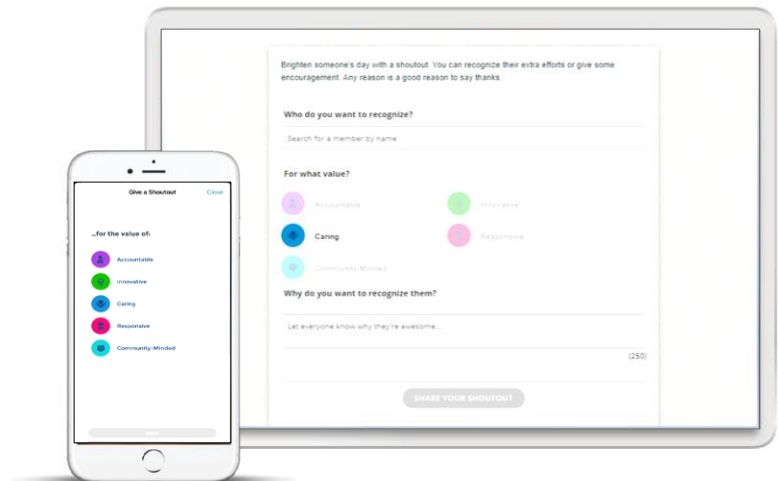 Brighten someone's day with a shoutout. You can recognize their extra efforts or give some
encouragement. Any reason is a good reason to say thanks.
Who do you want to recognize?
Search for a member by name
For what value?
Accountable
Innovative
Caring
Responsive
Community-Minded
Why do you want to recognize them?
Let everyone know why they're awesome...
(250)
SHARE YOUR SHOUTOUT
Give a Shoutout
Close
...for the value of:
Accountable
Innovative
Caring
Responsive
Community-Minded